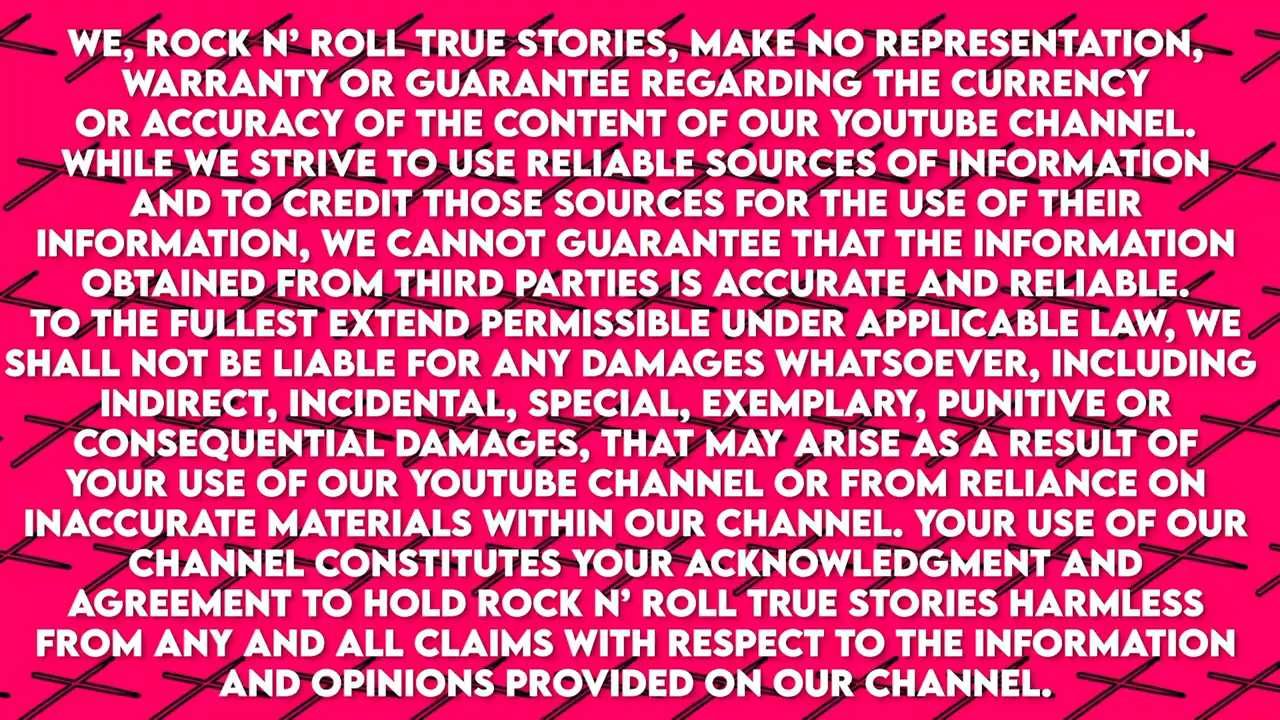 WE, ROCK N' ROLL TRUE STORIES, MAKE NO REPRESENTATION,
WARRANTY OR GUARANTEE REGARDING THE CURRENCY
OR ACCURACY OF THE CONTENT OF OUR YOUTUBE CHANNEL.
WHILE WE STRIVE TO USE RELIABLE SOURCES OF INFORMATION
AND TO CREDIT THOSE SOURCES FOR THE USE OF THEIR
INFORMATION, WE CANNOT GUARANTEE THAT THE INFORMATION
OBTAINED FROM THIRD PARTIES IS ACCURATE AND RELIABLE.
TO THE FULLEST EXTEND PERMISSIBLE UNDER APPLICABLE LAW, WE
SHALL NOT BE LIABLE FOR ANY DAMAGES WHATSOEVER, INCLUDING
INDIRECT, INCIDENTAL, SPECIAL, EXEMPLARY, PUNITIVE OR
CONSEQUENTIAL DAMAGES, THAT MAY ARISE AS A RESULT OF
YOUR USE OF OUR YOUTUBE CHANNEL OR FROM RELIANCE ON
INACCURATE MATERIALS WITHIN OUR CHANNEL. YOUR USE OF OUR
CHANNEL CONSTITUTES YOUR ACKNOWLEDGMENT AND
AGREEMENT TO HOLD ROCK N' ROLL TRUE STORIES HARMLESS
FROM ANY AND ALL CLAIMS WITH RESPECT TO THE INFORMATION
AND OPINIONS PROVIDED ON OUR CHANNEL.